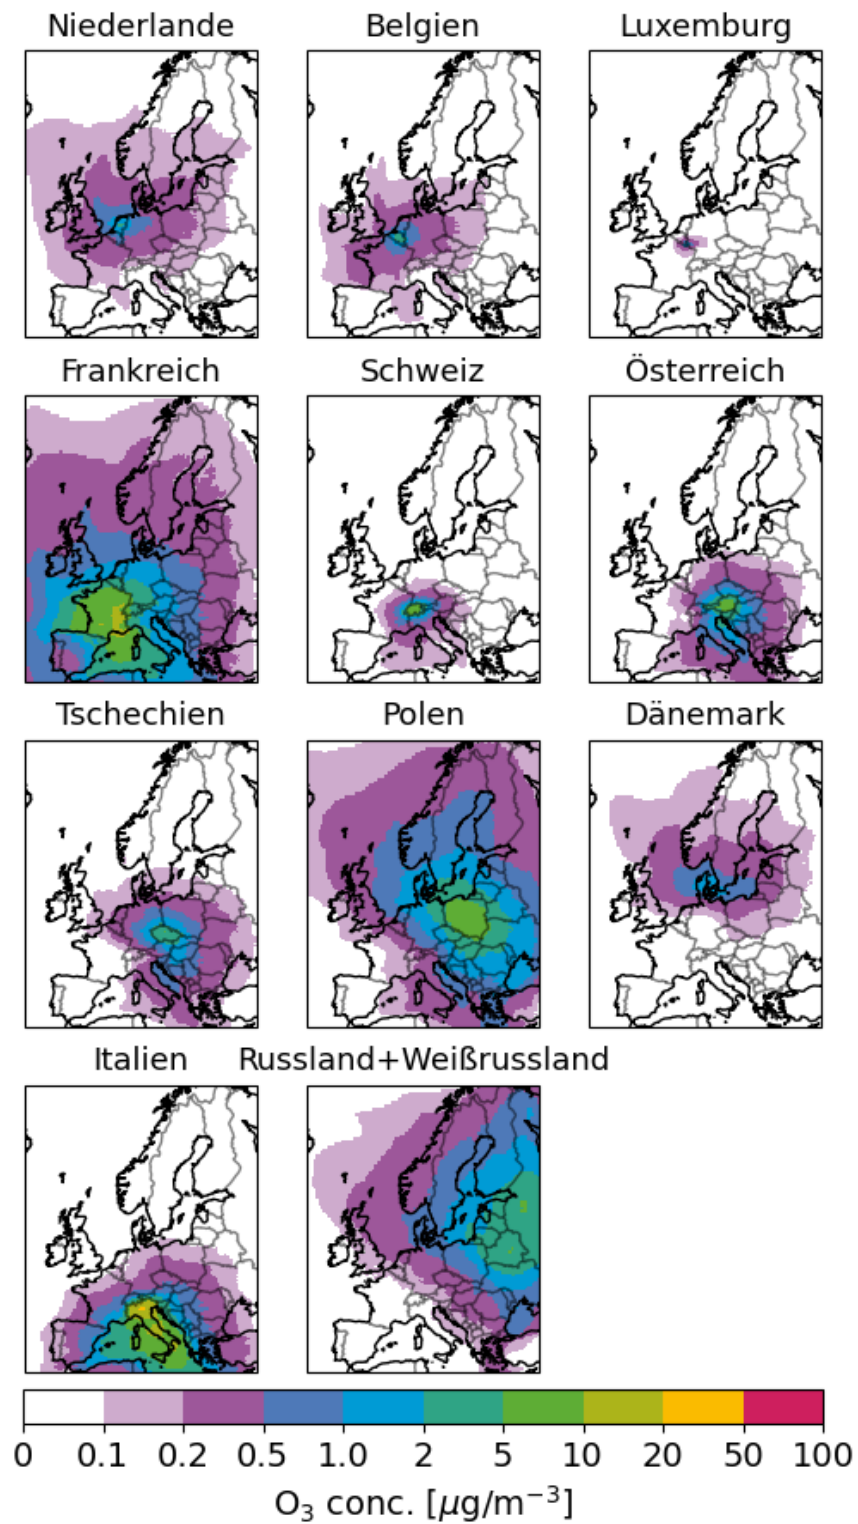 Niederlande Belgien Luxemburg
Frankreich Schweiz Österreich
Tschechien Polen Dänemark
Italien Russland+Weißrussland
0 0.1 0.2 0.5 1.0 2 5 10 20 50 100
O₃ conc. [μg/m⁻³]